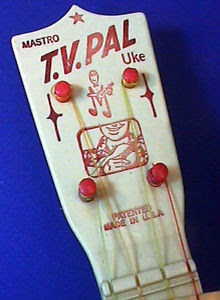 MASTRO
T.V. PAL
Uke
PATENTED
MADE IN U.S.A.